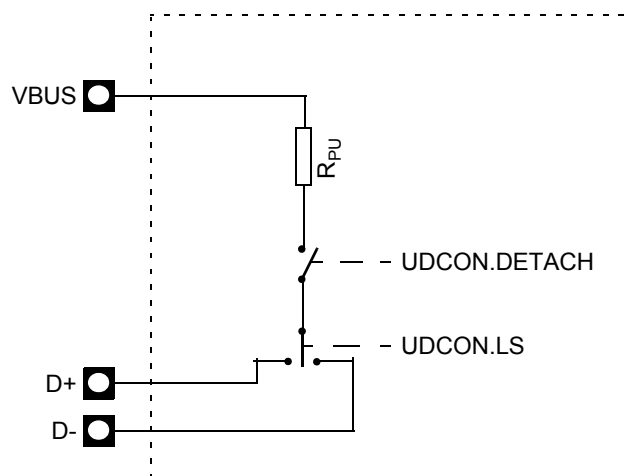 VBUS
RPU
UDCON.DETACH
UDCON.LS
D+
D-